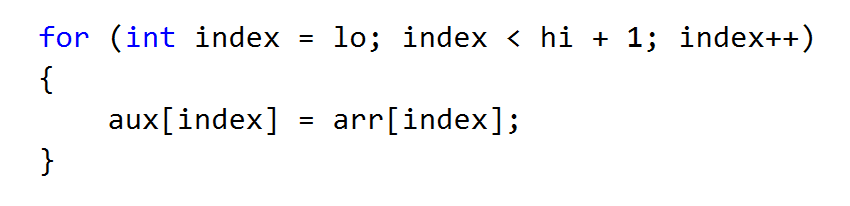 for (int index = lo; index < hi + 1; index++)
{
    aux[index] = arr[index];
}